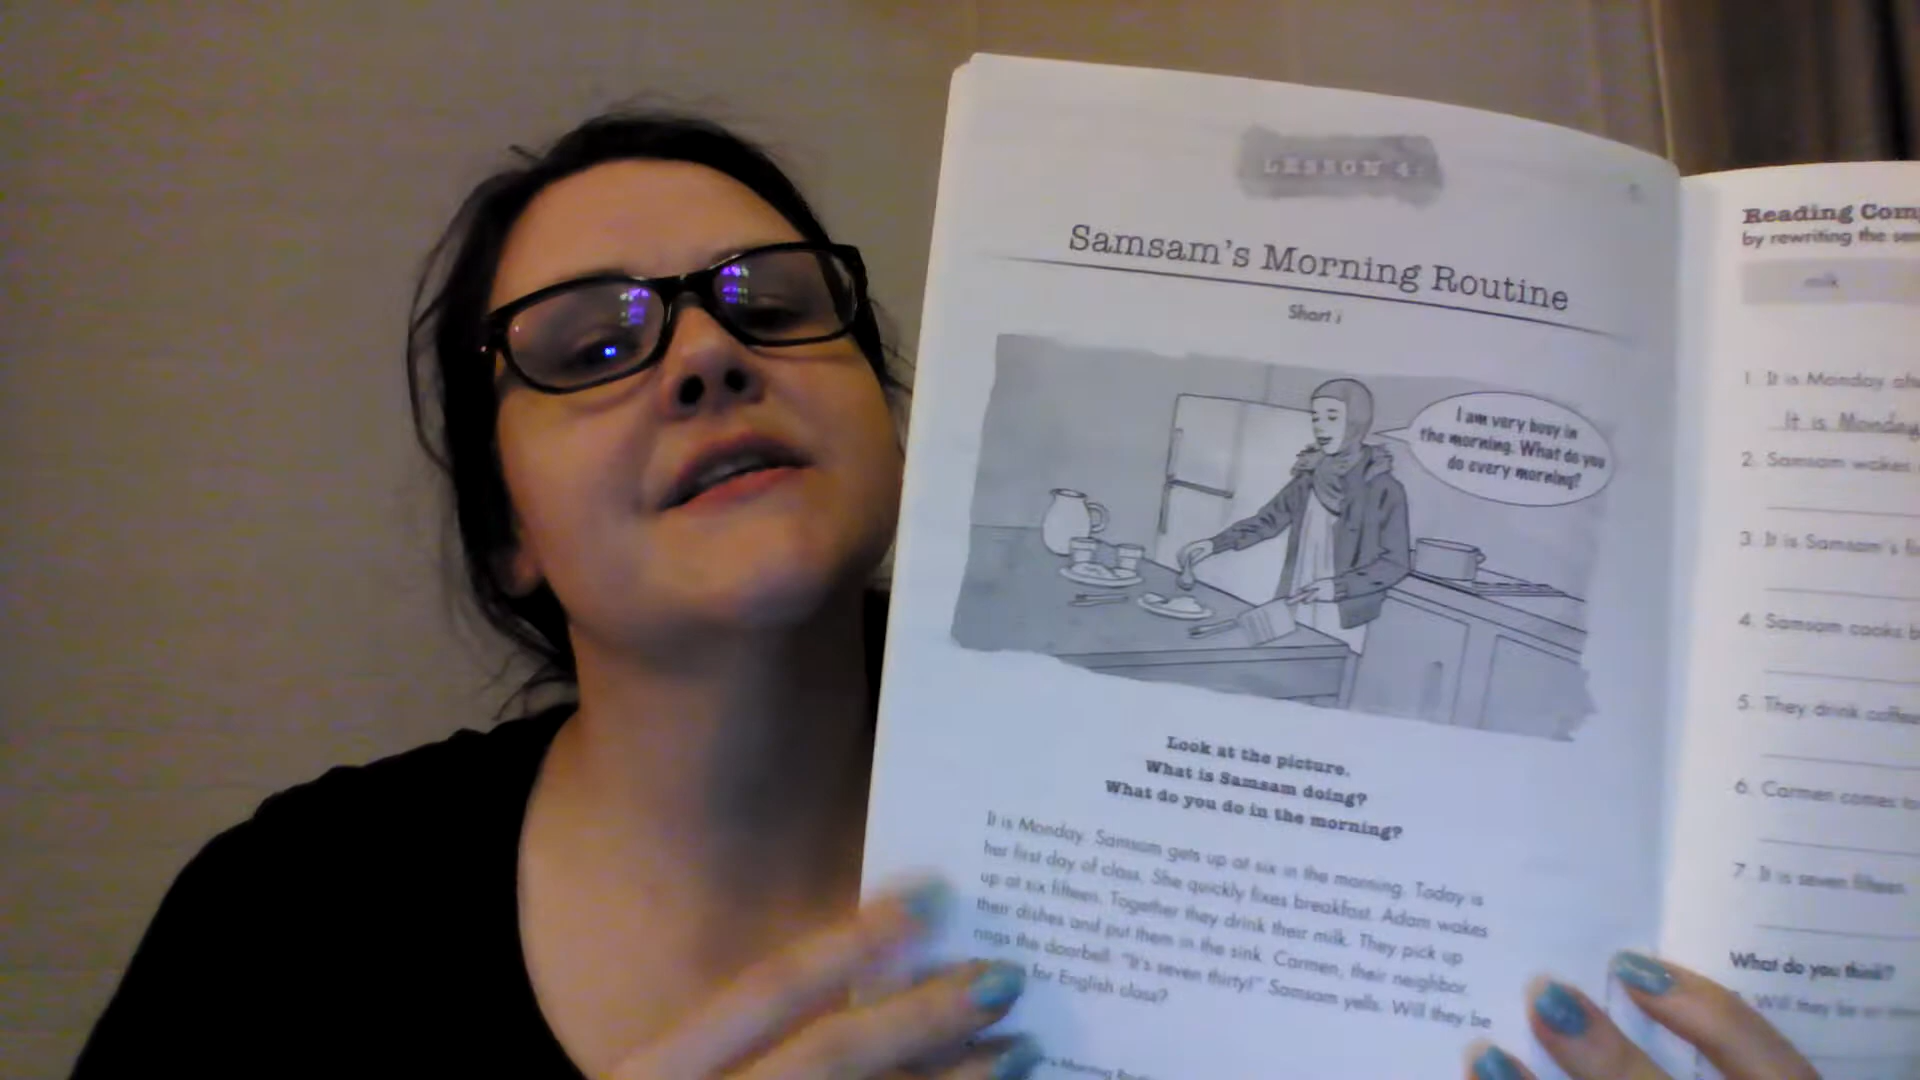 LESSON 4:
Samsam's Morning Routine
Short i
I am very busy in
the morning. What do you
do every morning?
Look at the picture.
What is Samsam doing?
What do you do in the morning?
It is Monday. Samsam gets up at six in the morning. Today is
her first day of class. She quickly fixes breakfast. Adam wakes
up at six fifteen. Together they drink their milk. They pick up
their dishes and put them in the sink. Carmen, their neighbor,
rings the doorbell. "It's seven thirty!" Samsam yells. Will they be
for English class?
Morning
Reading
by rewriting the
milk
1. It is Monday
It is Monday
2. Samsam wakes
3. It is Samsam's
4. Samsam cooks
5. They drink
6. Carmen comes
7. It is seven fifteen
What do you think?
Will they be